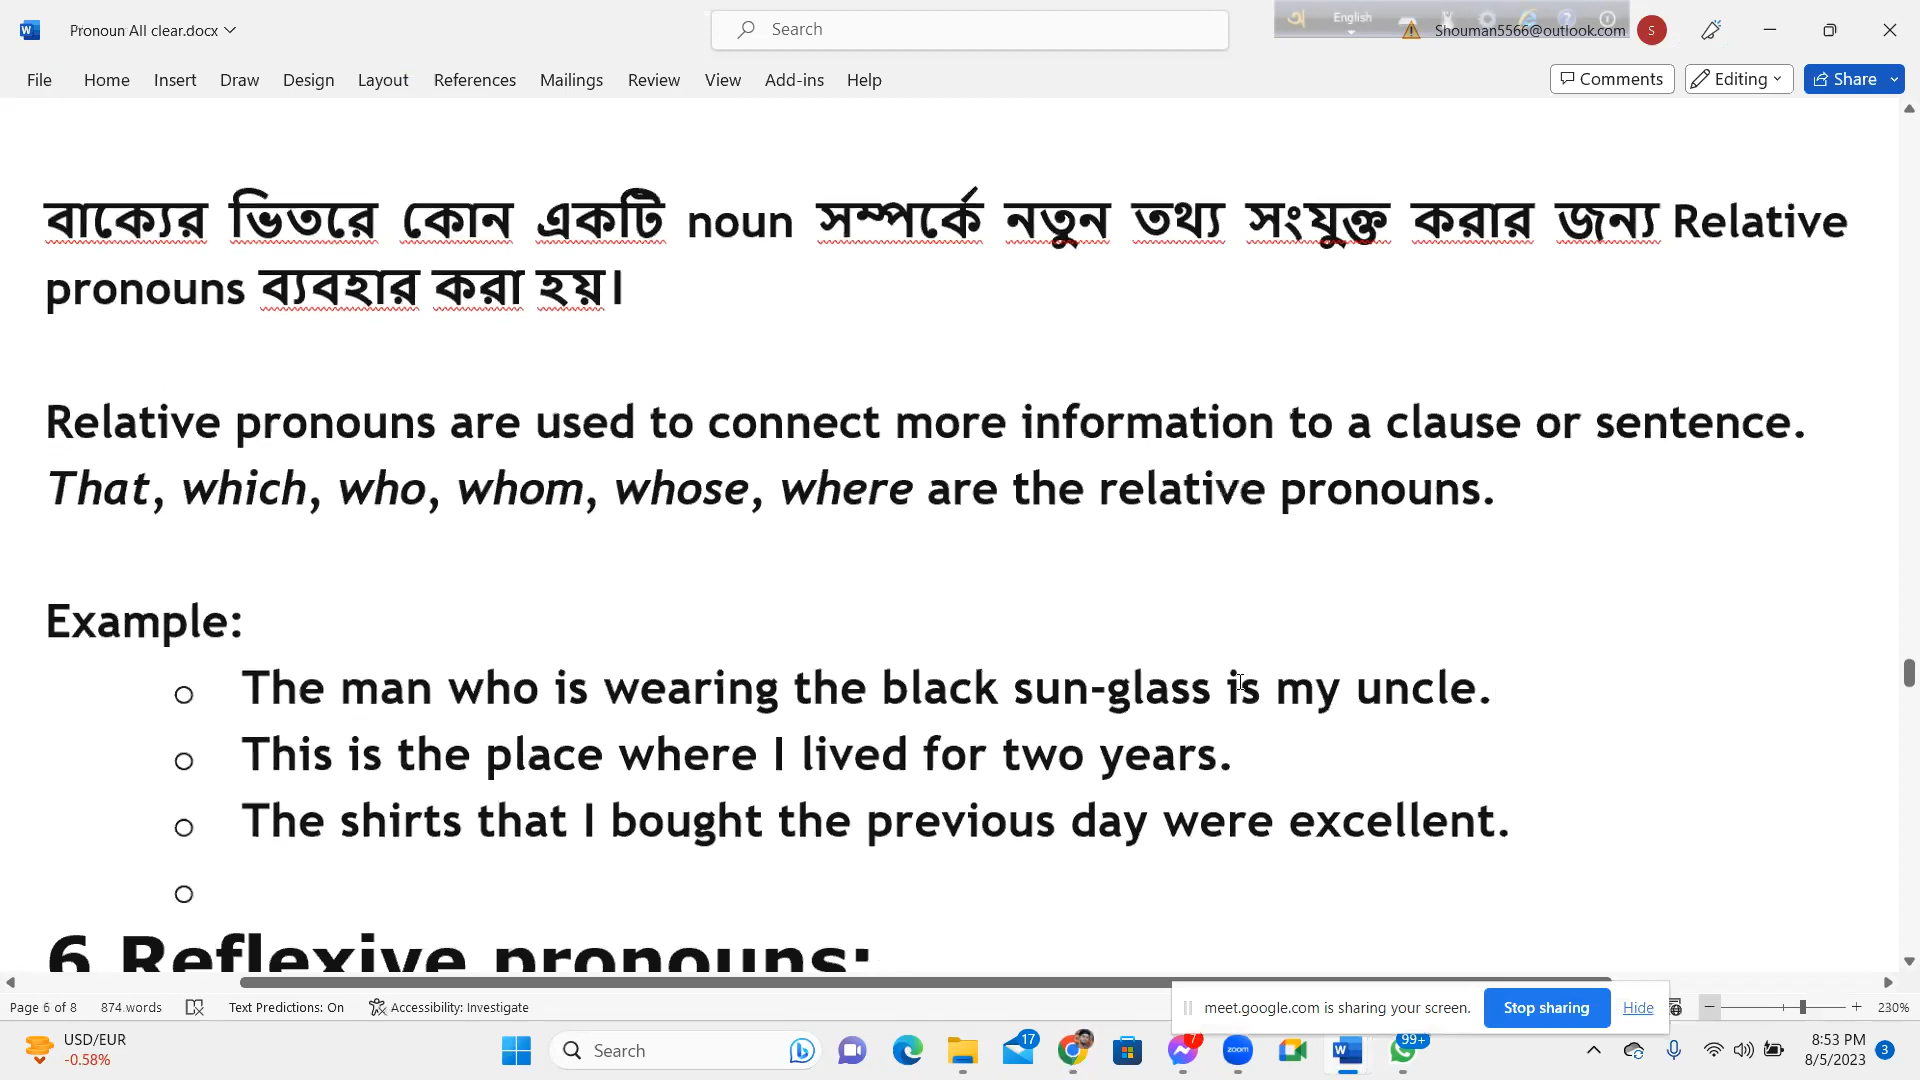 Pronoun All clear.docx
Search
English
Shouman5566@outlook.com
S
File Home Insert Draw Design Layout References Mailings Review View Add-ins Help
Comments Editing Share
বাক্যের ভিতরে কোন একটি noun সম্পর্কে নতুন তথ্য সংযুক্ত করার জন্য Relative
pronouns ব্যবহার করা হয়।
Relative pronouns are used to connect more information to a clause or sentence.
That, which, who, whom, whose, where are the relative pronouns.
Example:
The man who is wearing the black sun-glass is my uncle.
This is the place where I lived for two years.
The shirts that I bought the previous day were excellent.
6 Reflexive pronouns:
Page 6 of 8 874 words Text Predictions: On Accessibility: Investigate
meet.google.com is sharing your screen. Stop sharing Hide
230%
USD/EUR
-0.58%
Search
17
7
zoom
99+
8:53 PM
8/5/2023
3